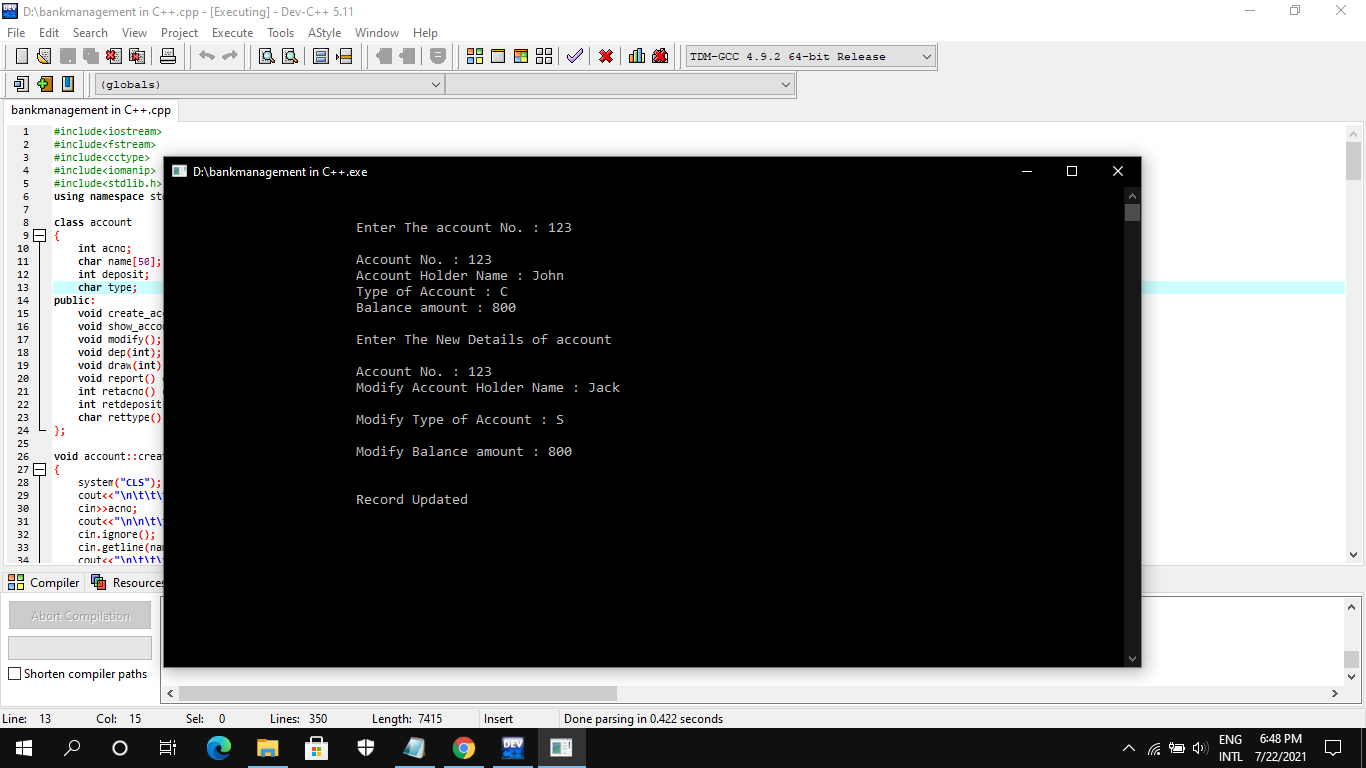 D:\bankmanagement in C++.cpp - [Executing] - Dev-C++ 5.11
File Edit Search View Project Execute Tools AStyle Window Help
TDM-GCC 4.9.2 64-bit Release
(globals)
bankmanagement in C++.cpp
1 #include<iostream>
2 #include<fstream>
3 #include<cctype>
4 #include<iomanip>
5 #include<stdlib.h>
6 using namespace
7
8 class account
9 {
10 int acno;
11 char name[50];
12 int deposit;
13 char type;
14 public:
15 void
16 void
17 void modify();
18 void dep(int);
19 void draw(int)
20 void report()
21 int retacno()
22 int
23 char rettype()
24 };
25
26 void
27 {
28 system("CLS");
29 cout<<"\n\t\t\
30 cin>>acno;
31 cout<<"\n\n\t\
32 cin.ignore();
33 cin.getline(
34 cout<<"\n\t\t\
D:\bankmanagement in C++.exe
Enter The account No. : 123
Account No. : 123
Account Holder Name : John
Type of Account : C
Balance amount : 800
Enter The New Details of account
Account No. : 123
Modify Account Holder Name : Jack
Modify Type of Account : S
Modify Balance amount : 800
Record Updated
Compiler Resources
Abort Compilation
Shorten compiler paths
Line: 13 Col: 15 Sel: 0 Lines: 350 Length: 7415 Insert Done parsing in 0.422 seconds
DEV
ENG
INTL
6:48 PM
7/22/2021